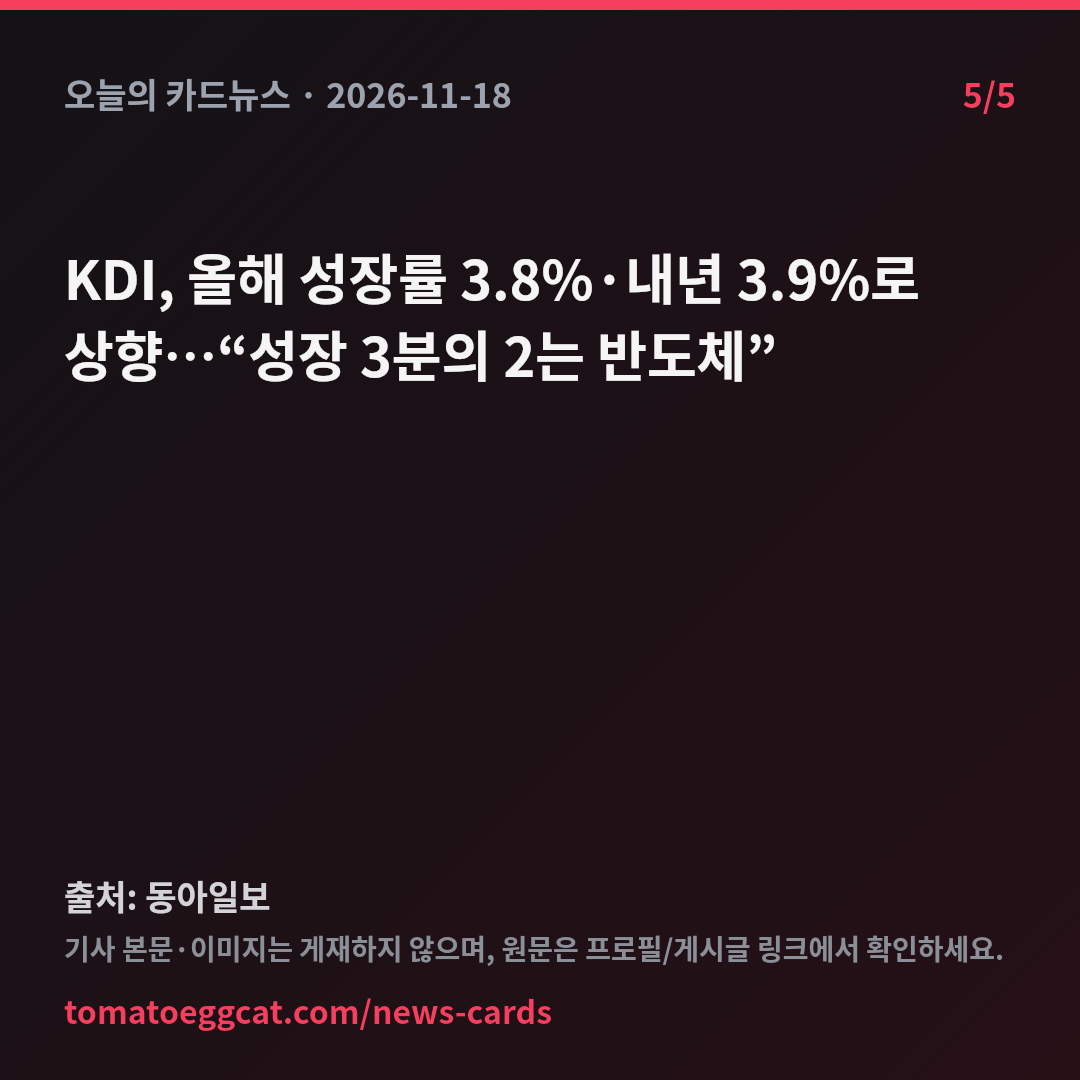 오늘의 카드뉴스 · 2026-11-18
5/5
KDI, 올해 성장률 3.8%·내년 3.9%로
상향…“성장 3분의 2는 반도체”
출처: 동아일보
기사 본문·이미지는 게재하지 않으며, 원문은 프로필/게시글 링크에서 확인하세요.
tomatoeggcat.com/news-cards